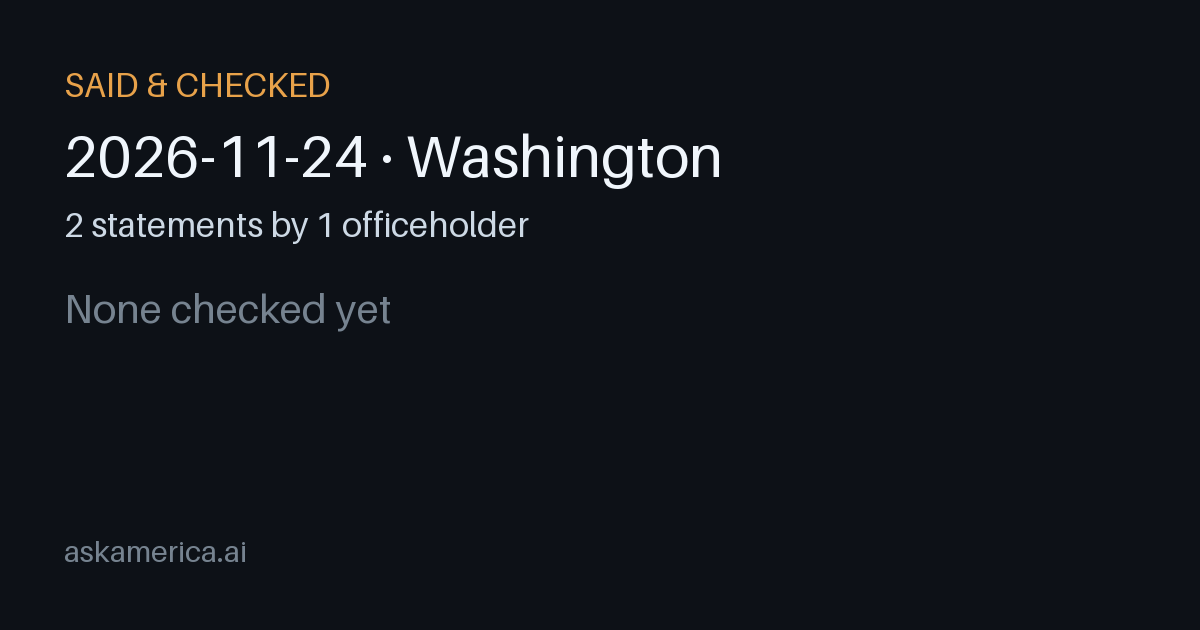 SAID & CHECKED
2026-11-24 · Washington
2 statements by 1 officeholder
None checked yet
askamerica.ai